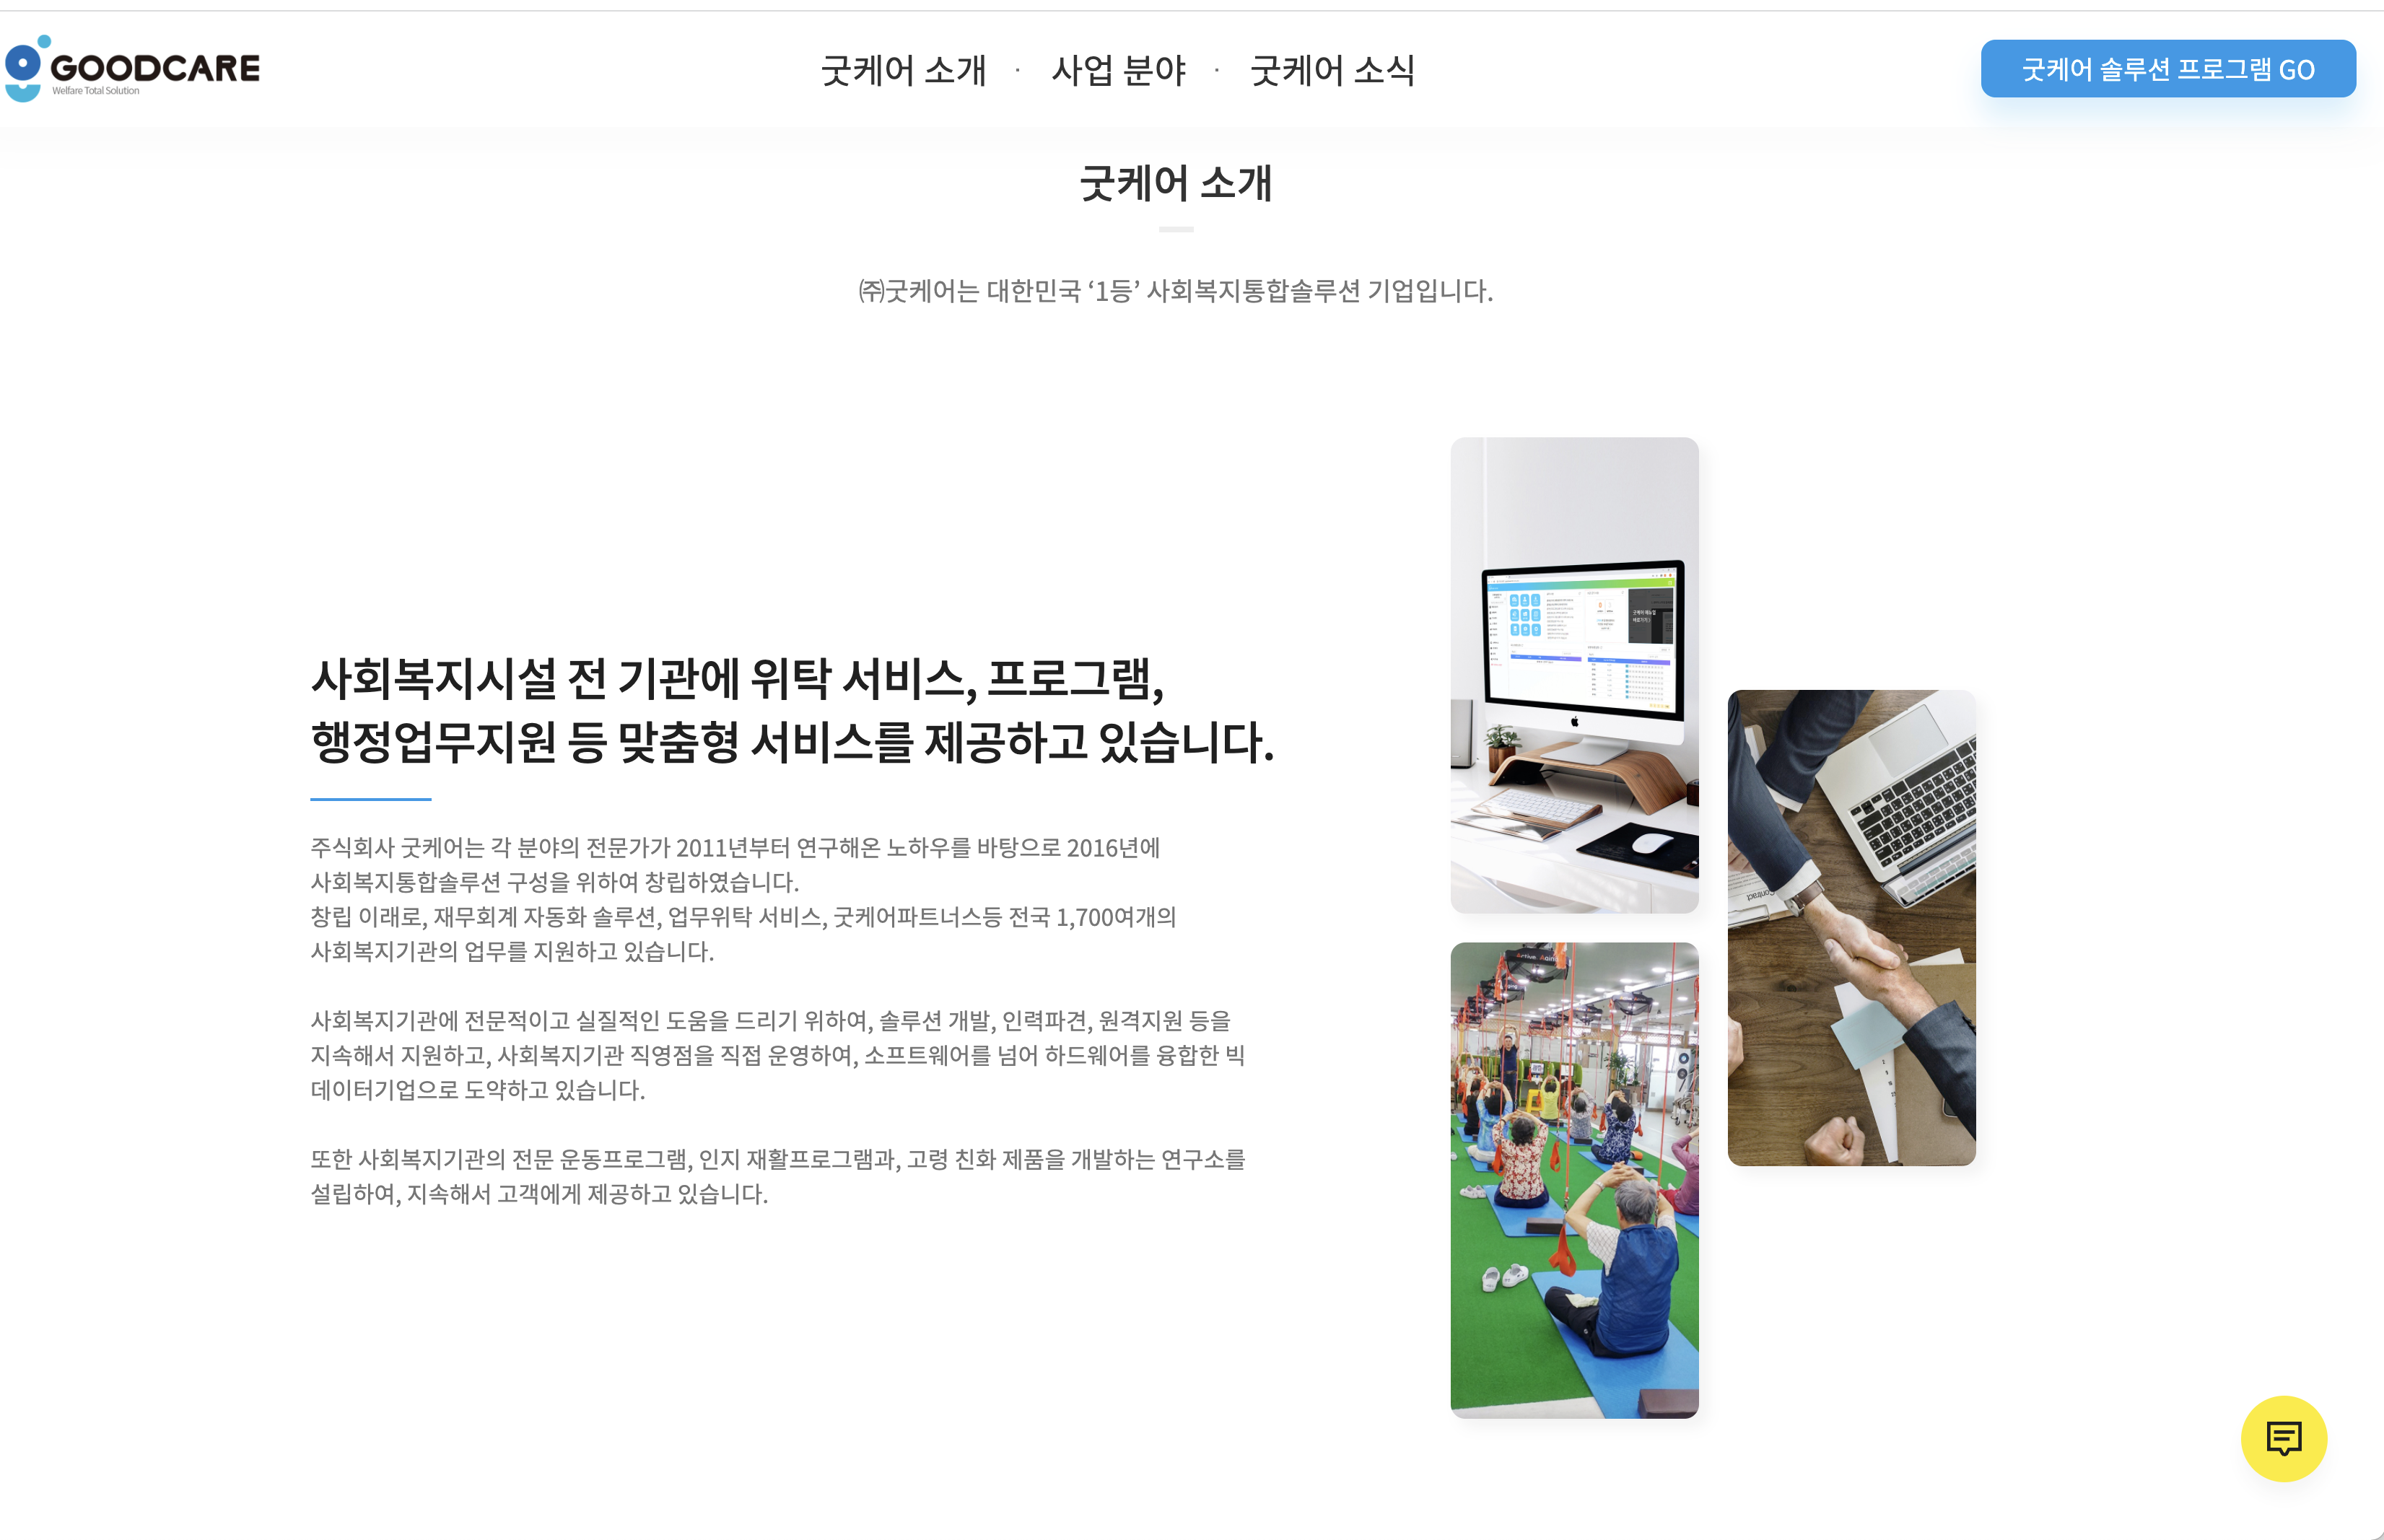 GOODCARE
Welfare Total Solution
굿케어 소개 · 사업 분야 · 굿케어 소식
굿케어 솔루션 프로그램 GO
굿케어 소개
㈜굿케어는 대한민국 ‘1등’ 사회복지통합솔루션 기업입니다.
사회복지시설 전 기관에 위탁 서비스, 프로그램,
행정업무지원 등 맞춤형 서비스를 제공하고 있습니다.
주식회사 굿케어는 각 분야의 전문가가 2011년부터 연구해온 노하우를 바탕으로 2016년에
사회복지통합솔루션 구성을 위하여 창립하였습니다.
창립 이래로, 재무회계 자동화 솔루션, 업무위탁 서비스, 굿케어파트너스등 전국 1,700여개의
사회복지기관의 업무를 지원하고 있습니다.
사회복지기관에 전문적이고 실질적인 도움을 드리기 위하여, 솔루션 개발, 인력파견, 원격지원 등을
지속해서 지원하고, 사회복지기관 직영점을 직접 운영하여, 소프트웨어를 넘어 하드웨어를 융합한 빅
데이터기업으로 도약하고 있습니다.
또한 사회복지기관의 전문 운동프로그램, 인지 재활프로그램과, 고령 친화 제품을 개발하는 연구소를
설립하여, 지속해서 고객에게 제공하고 있습니다.
Contract
Active Aging